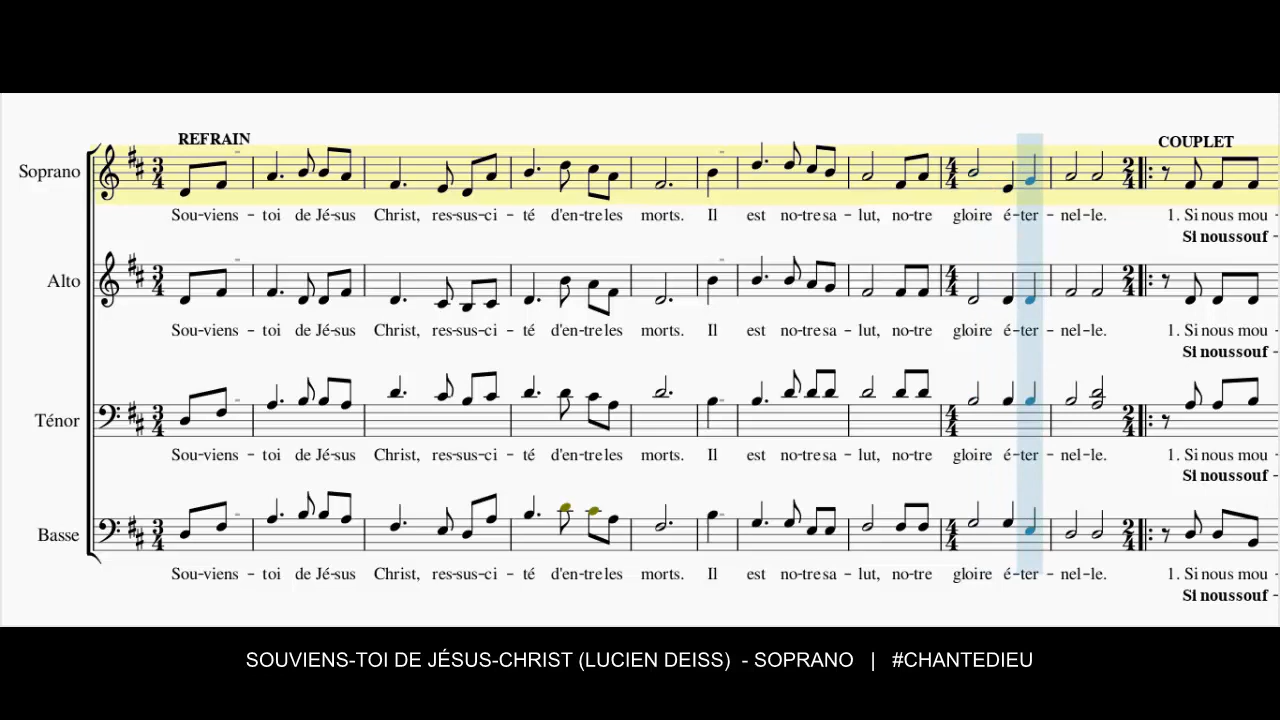 REFRAIN
COUPLET
Soprano
Sou-viens - toi de Jé-sus Christ, res-sus-ci - té d'en-tre les morts. Il est no-tre sa - lut, no-tre gloire é-ter - nel-le. 1. Si nous mou -
Si nous souf -
Alto
Sou-viens - toi de Jé-sus Christ, res-sus-ci - té d'en-tre les morts. Il est no-tre sa - lut, no-tre gloire é-ter - nel-le. 1. Si nous mou -
Si nous souf -
Ténor
Sou-viens - toi de Jé-sus Christ, res-sus-ci - té d'en-tre les morts. Il est no-tre sa - lut, no-tre gloire é-ter - nel-le. 1. Si nous mou -
Si nous souf -
Basse
Sou-viens - toi de Jé-sus Christ, res-sus-ci - té d'en-tre les morts. Il est no-tre sa - lut, no-tre gloire é-ter - nel-le. 1. Si nous mou -
Si nous souf -
SOUVIENS-TOI DE JÉSUS-CHRIST (LUCIEN DEISS) - SOPRANO | #CHANTEDIEU